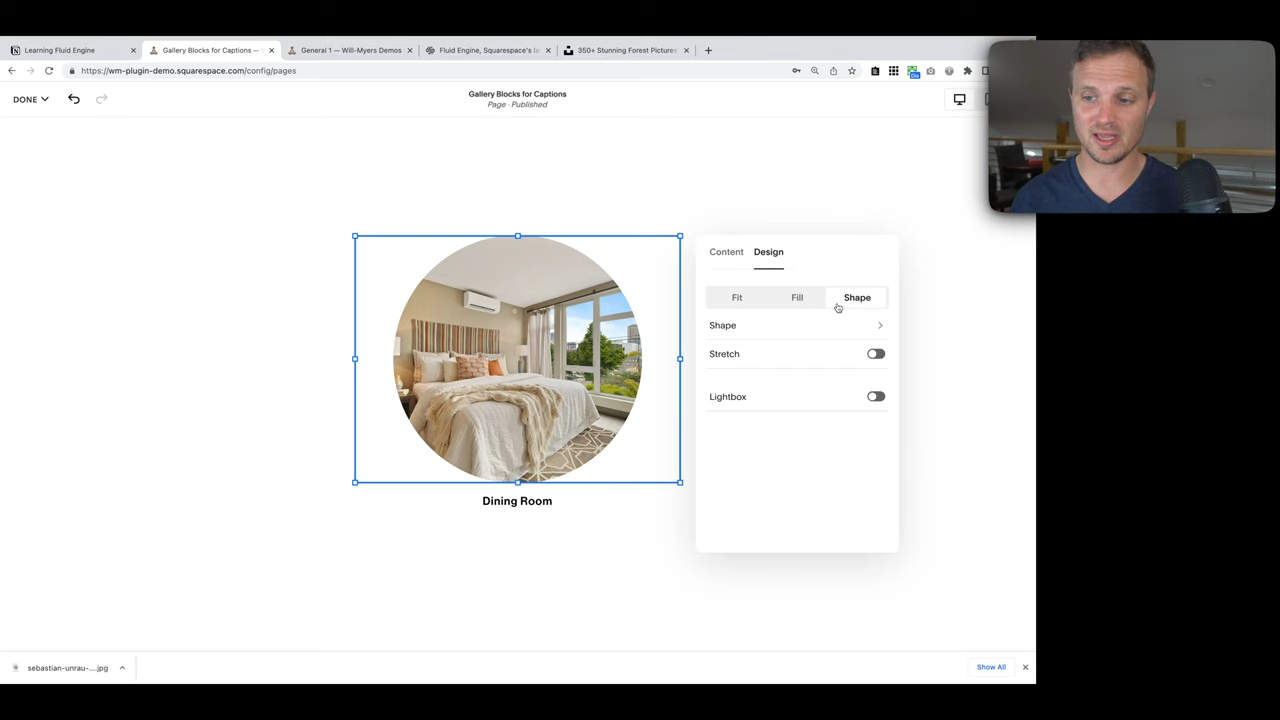 Learning Fluid Engine
Gallery Blocks for Captions —
General 1 — Will-Myers Demos
Fluid Engine, Squarespace's la
350+ Stunning Forest Pictures
https://wm-plugin-demo.squarespace.com/config/pages
DONE
Gallery Blocks for Captions
Page · Published
Content
Design
Fit
Fill
Shape
Shape
Stretch
Lightbox
Dining Room
sebastian-unrau-....jpg
Show All